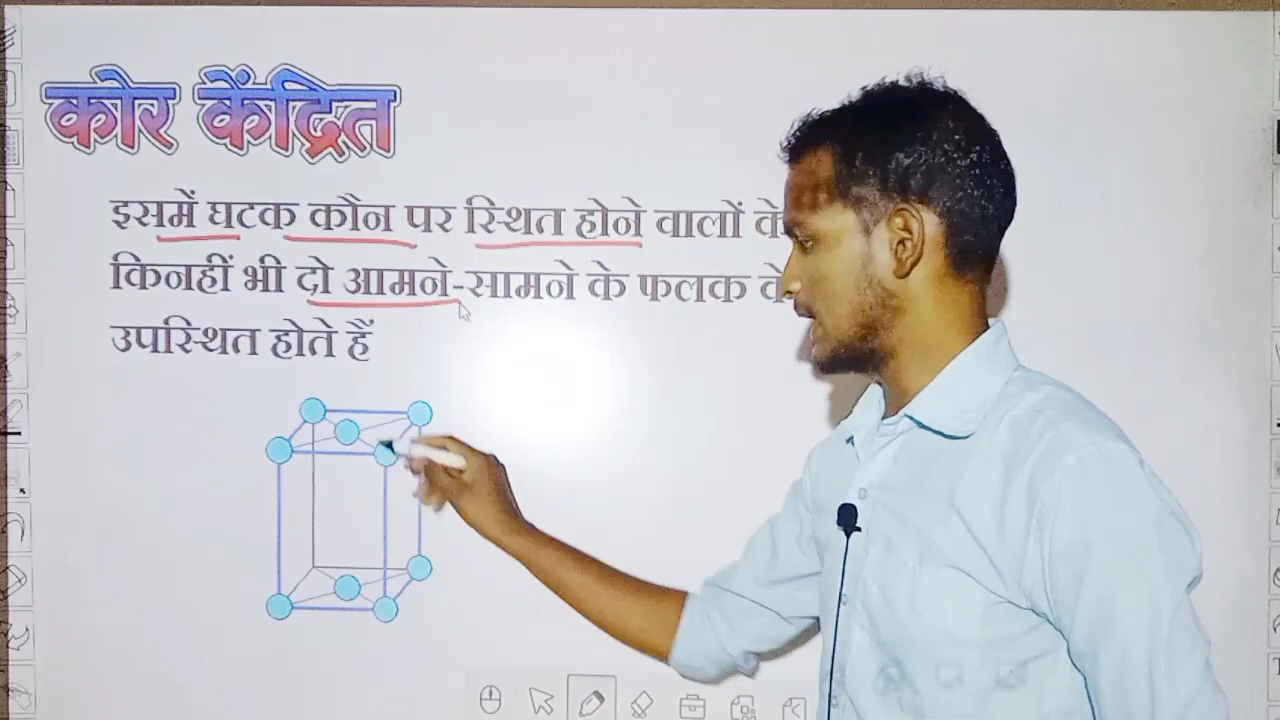 कोर केंद्रित
इसमें घटक कौन पर स्थित होने वालों के
किनहीं भी दो आमने-सामने के फलक के
उपस्थित होते हैं